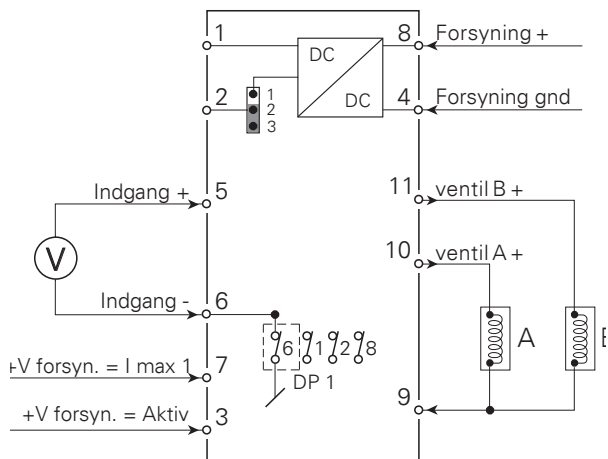 1
8
Forsyning +
DC
DC
2
1
2
3
4
Forsyning gnd
Indgang +
5
11
ventil B +
V
10
ventil A +
Indgang -
6
6
1
2
8
DP 1
A
+V forsyn. = I max 1
7
9
+V forsyn. = Aktiv
3